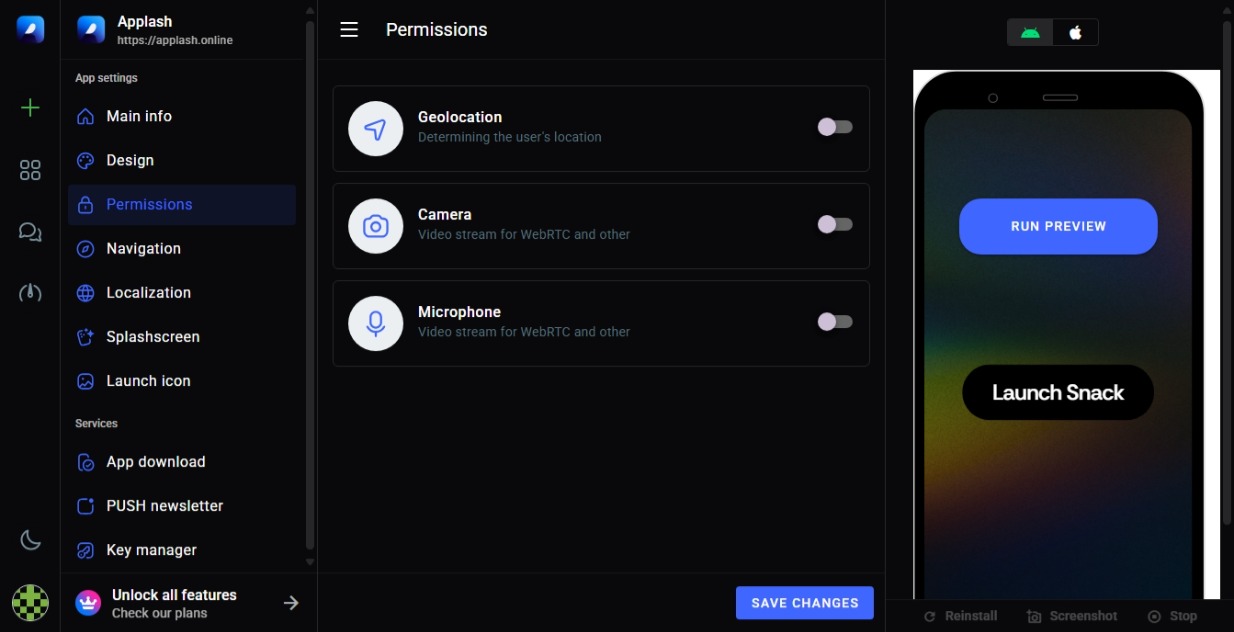 Applash
https://applash.online
App settings
Main info
Design
Permissions
Navigation
Localization
Splashscreen
Launch icon
Services
App download
PUSH newsletter
Key manager
Unlock all features
Check our plans
Permissions
Geolocation
Determining the user's location
Camera
Video stream for WebRTC and other
Microphone
Video stream for WebRTC and other
SAVE CHANGES
RUN PREVIEW
Launch Snack
Reinstall
Screenshot
Stop